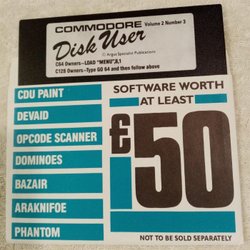 COMMODORE
Volume 2 Number 3
Disk User
© Argus Specialist Publications
C64 Owners-LOAD "MENU",8,1
C128 Owners-Type GO 64 and then follow above
CDU PAINT
DEVAID
OPCODE SCANNER
DOMINOES
BAZAIR
ARAKNIFOE
PHANTOM
SOFTWARE WORTH
AT LEAST
£50
NOT TO BE SOLD SEPARATELY